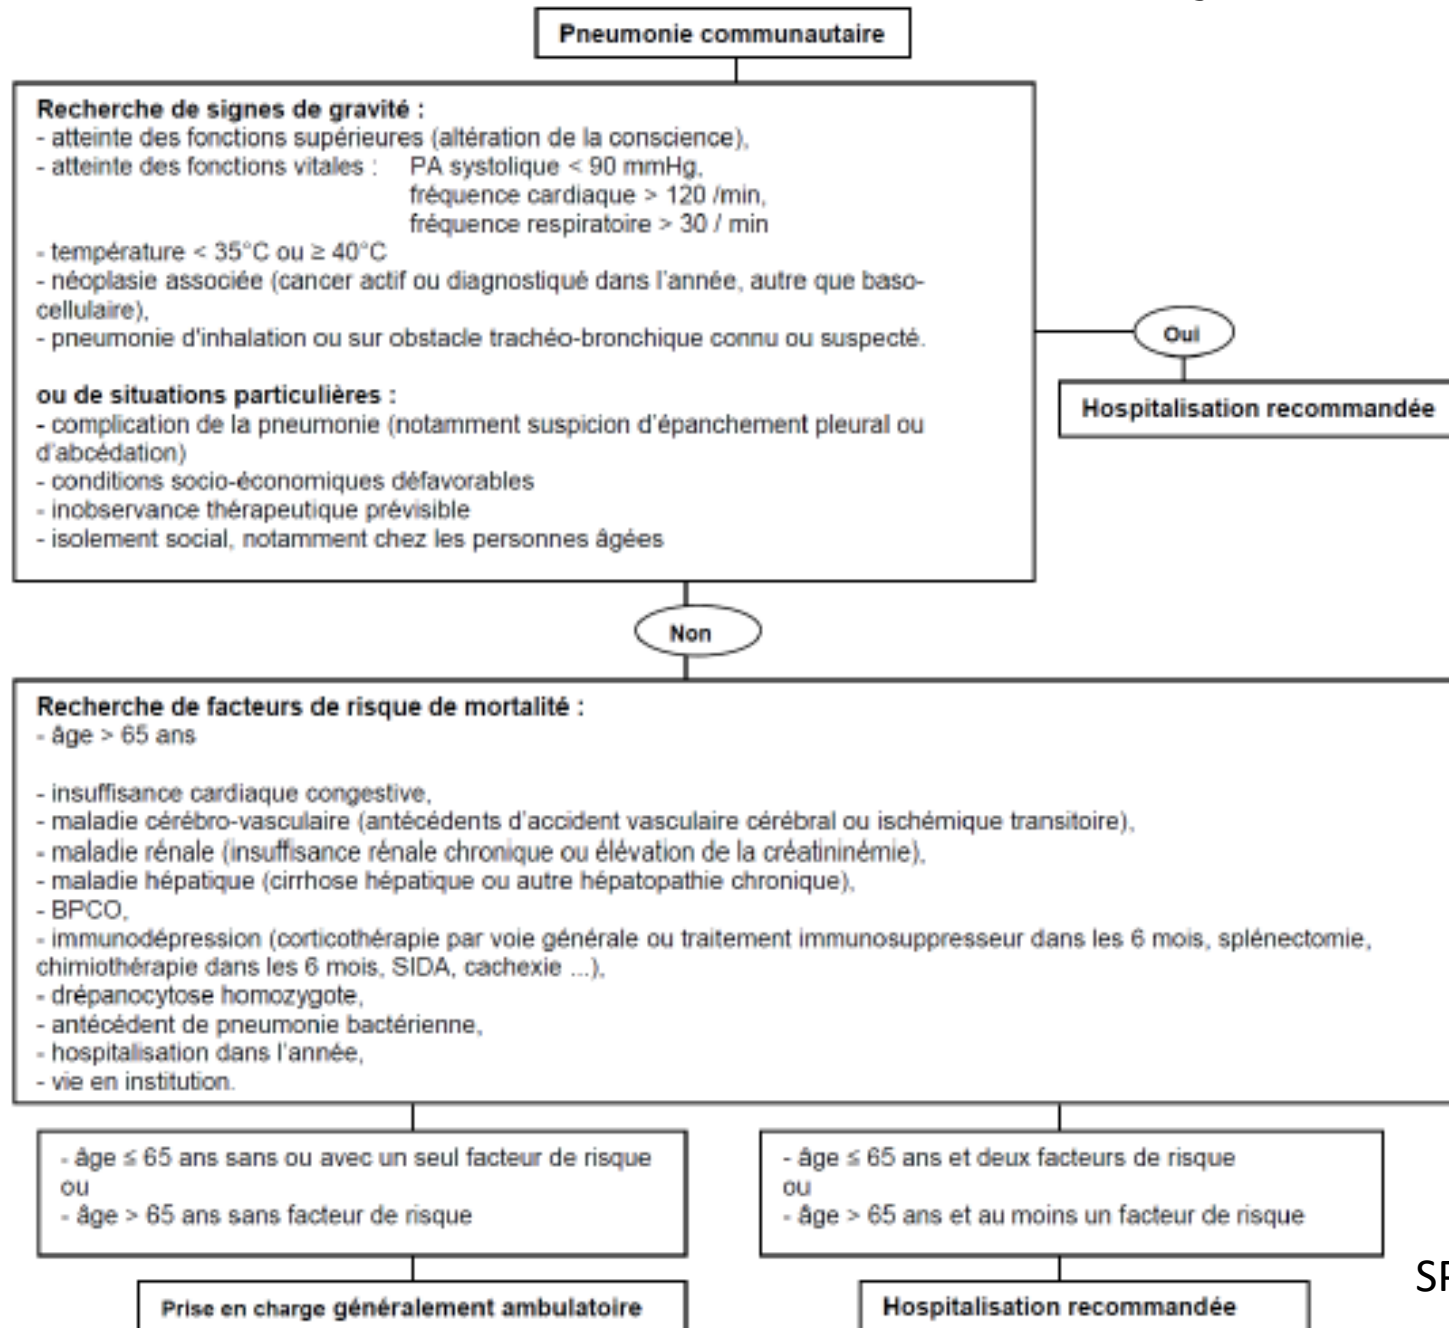 Pneumonie communautaire
Recherche de signes de gravité :
- atteinte des fonctions supérieures (altération de la conscience),
- atteinte des fonctions vitales : PA systolique < 90 mmHg,
fréquence cardiaque > 120 /min,
fréquence respiratoire > 30 / min
- température < 35°C ou ≥ 40°C
- néoplasie associée (cancer actif ou diagnostiqué dans l'année, autre que baso-
cellulaire),
- pneumonie d'inhalation ou sur obstacle trachéo-bronchique connu ou suspecté.
ou de situations particulières :
- complication de la pneumonie (notamment suspicion d'épanchement pleural ou
d'abcédation)
- conditions socio-économiques défavorables
- inobservance thérapeutique prévisible
- isolement social, notamment chez les personnes âgées
Oui
Hospitalisation recommandée
Non
Recherche de facteurs de risque de mortalité :
- âge > 65 ans
- insuffisance cardiaque congestive,
- maladie cérébro-vasculaire (antécédents d'accident vasculaire cérébral ou ischémique transitoire),
- maladie rénale (insuffisance rénale chronique ou élévation de la créatininémie),
- maladie hépatique (cirrhose hépatique ou autre hépatopathie chronique),
- BPCO,
- immunodépression (corticothérapie par voie générale ou traitement immunosuppresseur dans les 6 mois, splénectomie,
chimiothérapie dans les 6 mois, SIDA, cachexie ...),
- drépanocytose homozygote,
- antécédent de pneumonie bactérienne,
- hospitalisation dans l'année,
- vie en institution.
- âge ≤ 65 ans sans ou avec un seul facteur de risque
ou
- âge > 65 ans sans facteur de risque
- âge ≤ 65 ans et deux facteurs de risque
ou
- âge > 65 ans et au moins un facteur de risque
Prise en charge généralement ambulatoire
Hospitalisation recommandée